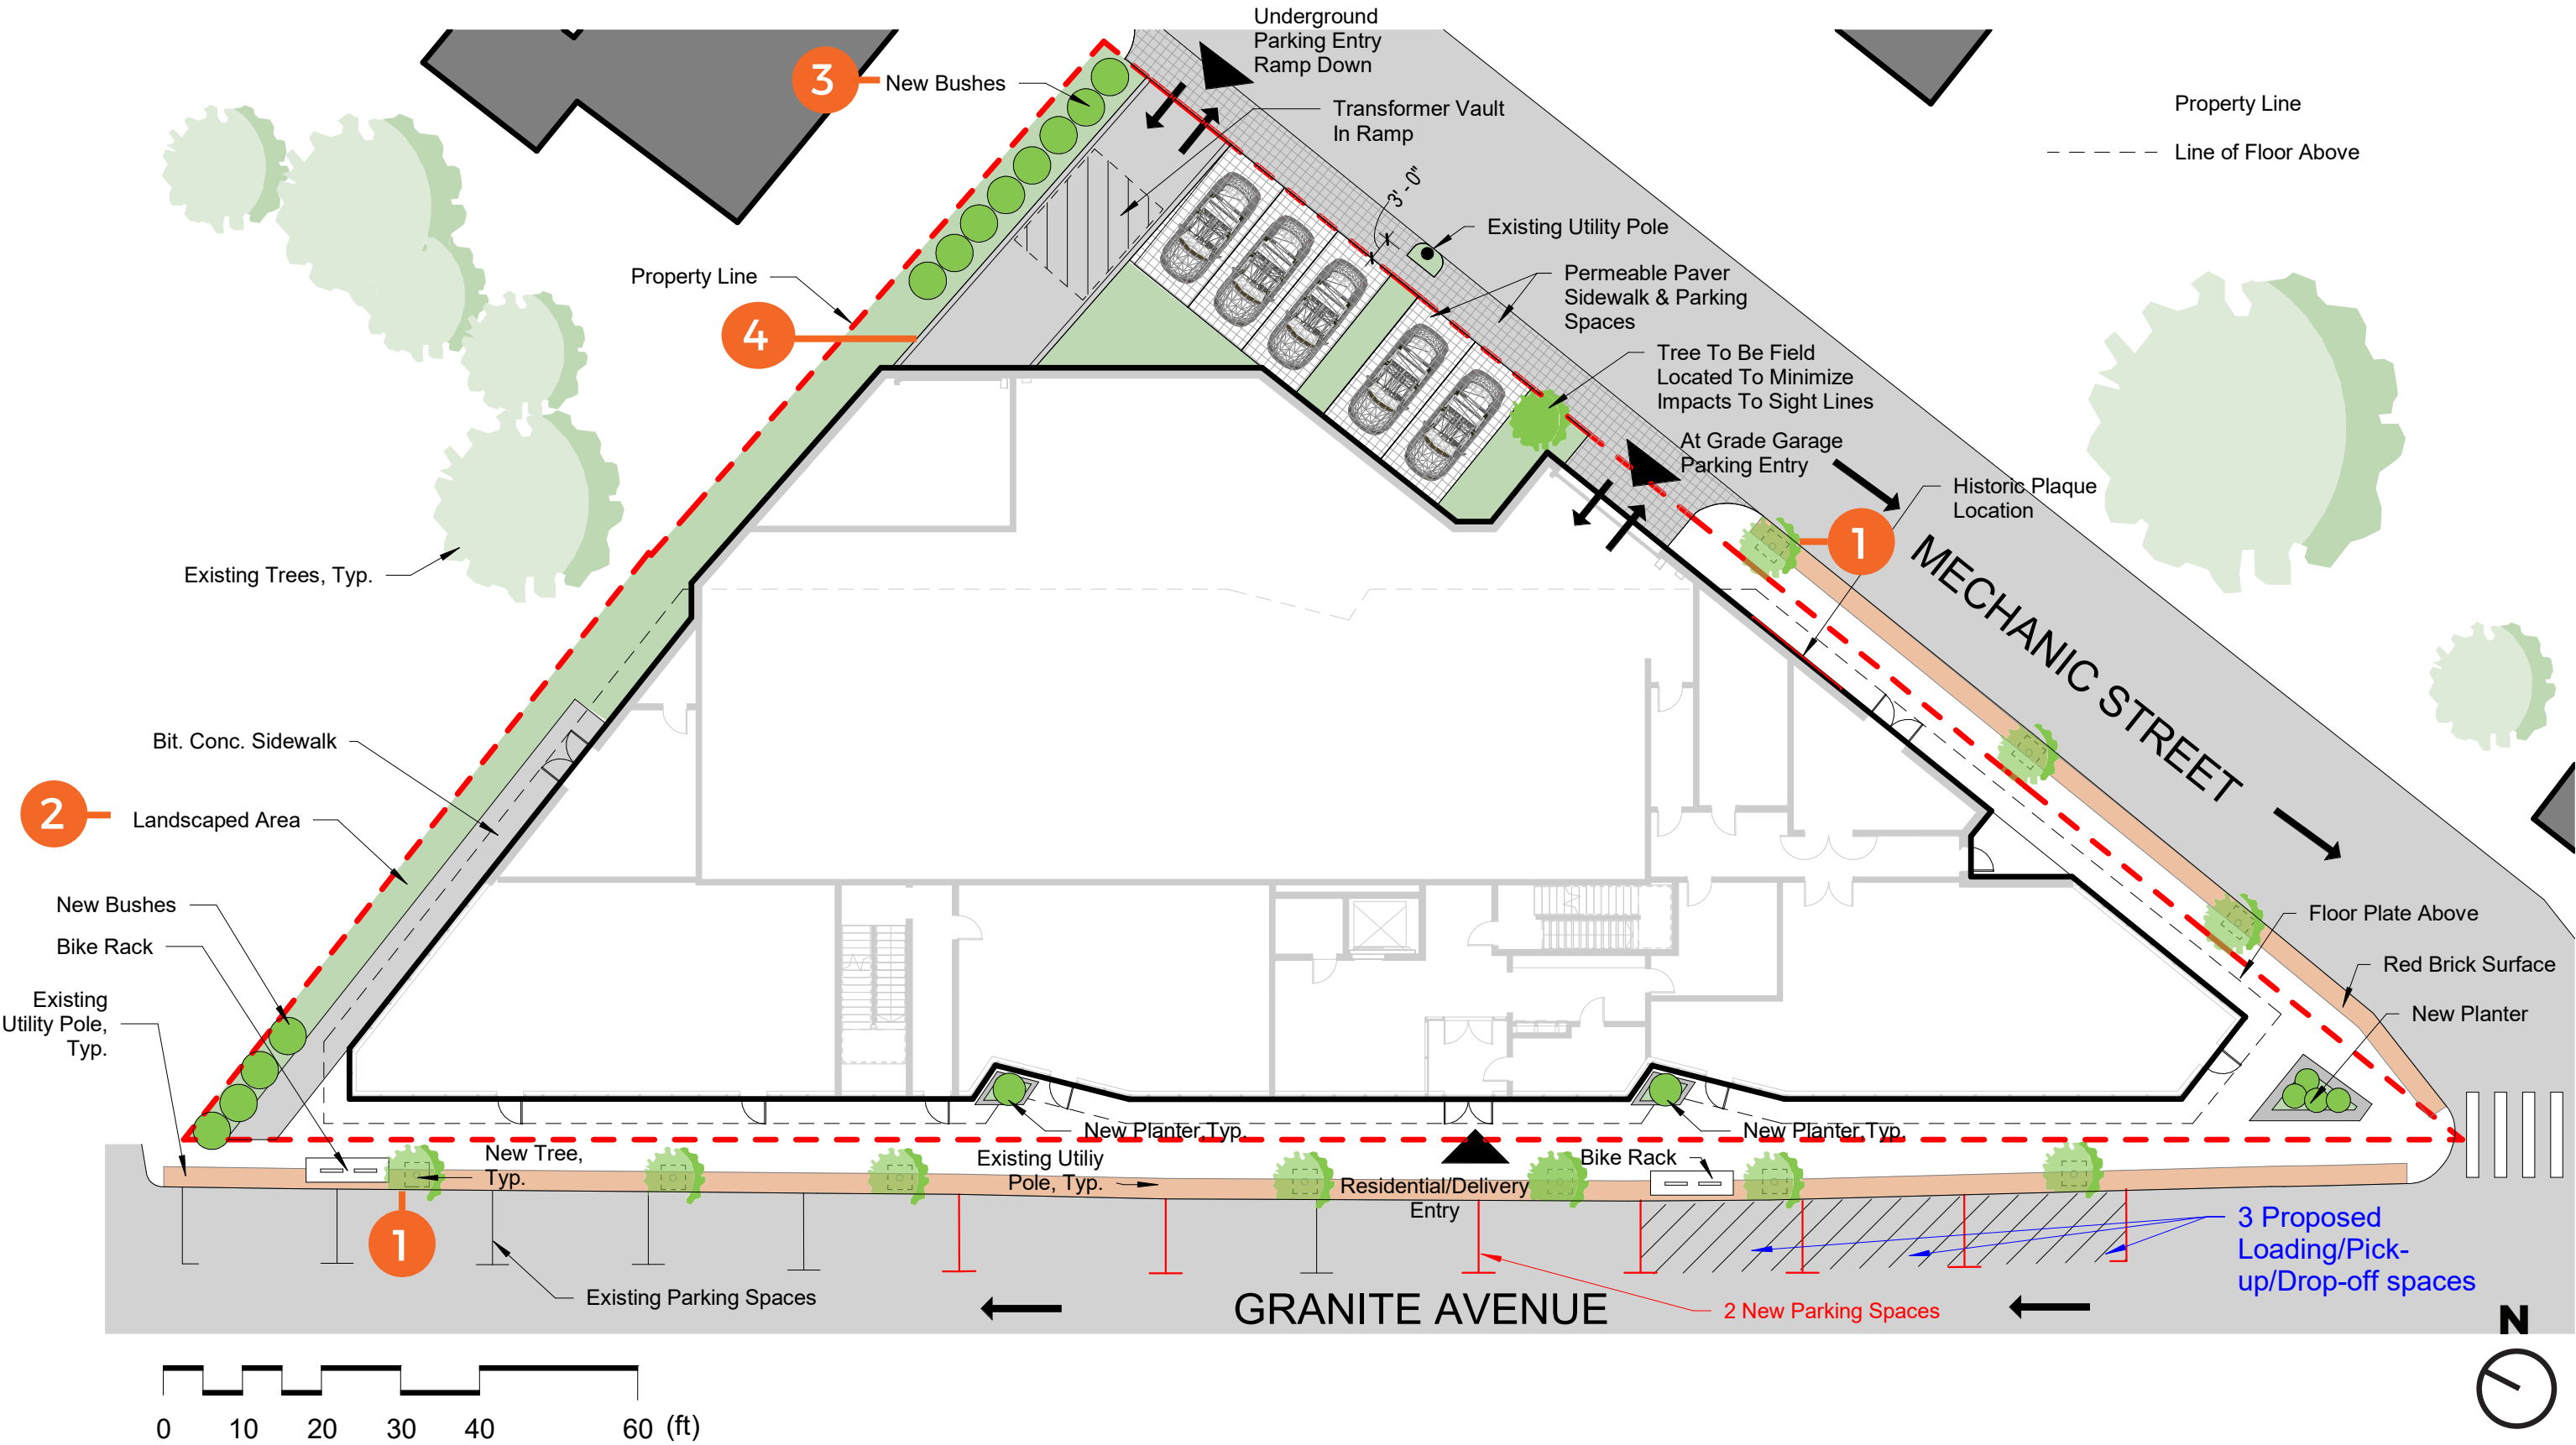 Underground
Parking Entry
Ramp Down
3
New Bushes
Transformer Vault
In Ramp
Property Line
Line of Floor Above
3' - 0"
Existing Utility Pole
Property Line
4
Permeable Paver
Sidewalk & Parking
Spaces
Tree To Be Field
Located To Minimize
Impacts To Sight Lines
At Grade Garage
Parking Entry
Historic Plaque
Location
1
MECHANIC STREET
Existing Trees, Typ.
Bit. Conc. Sidewalk
2
Landscaped Area
New Bushes
Bike Rack
Existing
Utility Pole,
Typ.
Floor Plate Above
Red Brick Surface
New Planter
New Planter,Typ.
New Planter,Typ.
New Tree,
Typ.
Existing Utiliy
Pole, Typ.
Residential/Delivery
Entry
Bike Rack
1
Existing Parking Spaces
GRANITE AVENUE
2 New Parking Spaces
3 Proposed
Loading/Pick-
up/Drop-off spaces
N
0 10 20 30 40 60 (ft)